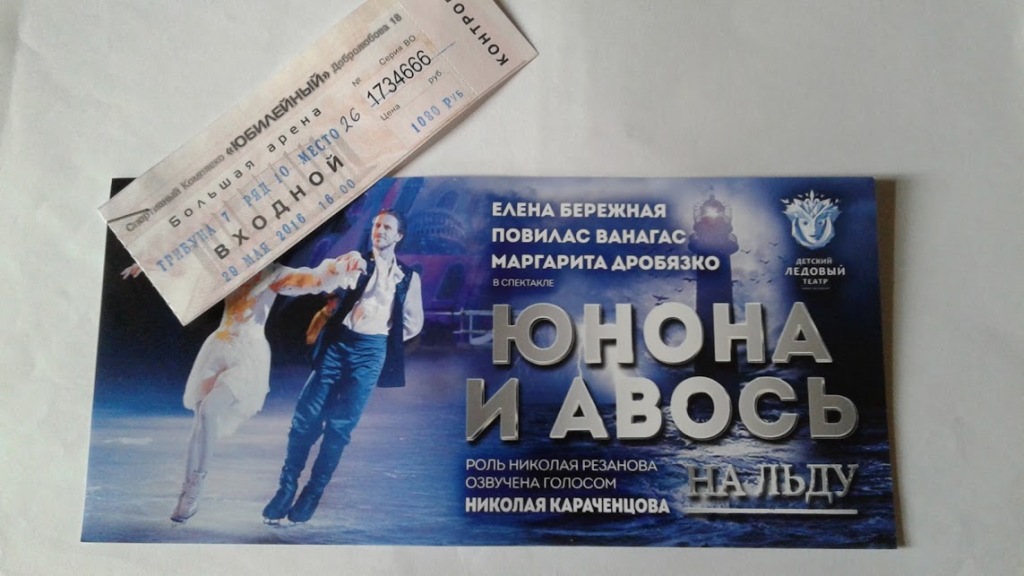 Спортивный Комплекс «ЮБИЛЕЙНЫЙ» Добролюбова 18
Большая арена
ТРИБУНА 7 РЯД 10 МЕСТО 26
ВХОДНОЙ
29 МАЯ 2016 16:00
№ Серия ВО
1734666
Цена руб.
1080 РУБ
ЕЛЕНА БЕРЕЖНАЯ
ПОВИЛАС ВАНАГАС
МАРГАРИТА ДРОБЯЗКО
В СПЕКТАКЛЕ
ЮНОНА
И АВОСЬ
НА ЛЬДУ
РОЛЬ НИКОЛАЯ РЕЗАНОВА
ОЗВУЧЕНА ГОЛОСОМ
НИКОЛАЯ КАРАЧЕНЦОВА
ДЕТСКИЙ
ЛЕДОВЫЙ
ТЕАТР